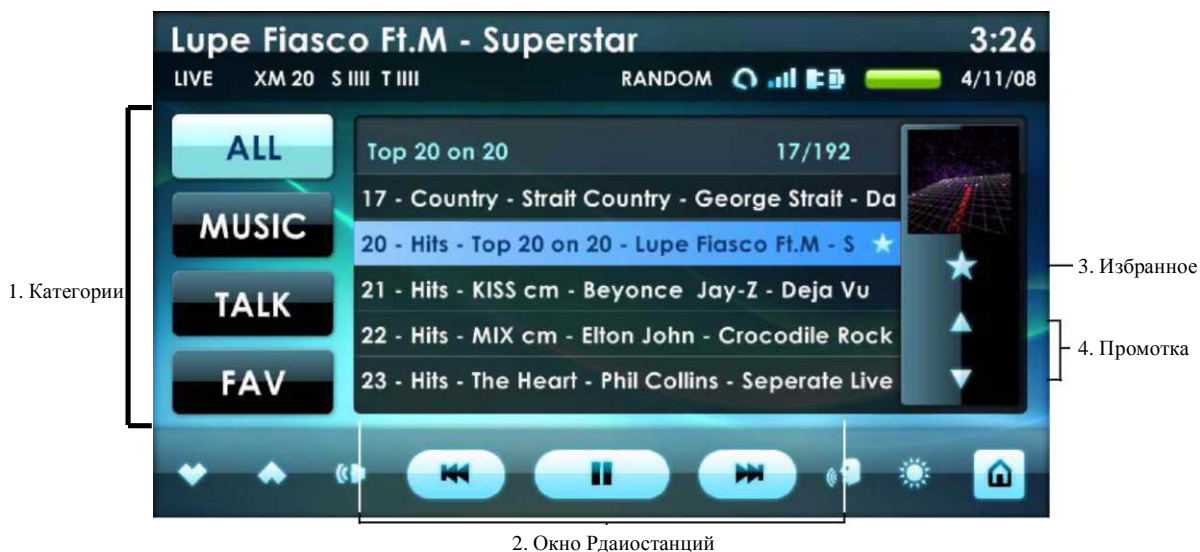 Lupe Fiasco Ft.M - Superstar 3:26
LIVE XM 20 S IIII T IIII RANDOM 4/11/08
ALL
MUSIC
TALK
FAV
Top 20 on 20 17/192
17 - Country - Strait Country - George Strait - Da
20 - Hits - Top 20 on 20 - Lupe Fiasco Ft.M - S
21 - Hits - KISS cm - Beyonce Jay-Z - Deja Vu
22 - Hits - MIX cm - Elton John - Crocodile Rock
23 - Hits - The Heart - Phil Collins - Seperate Live
1. Категории
3. Избранное
4. Промотка
2. Окно Рдаиостанций